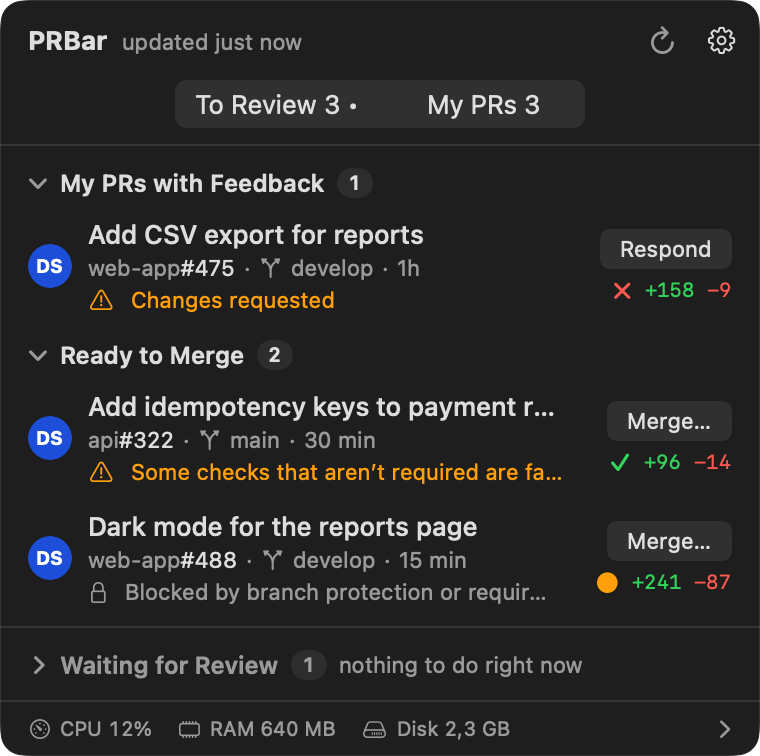 PRBar updated just now
To Review 3 • My PRs 3
My PRs with Feedback 1
Add CSV export for reports
Respond
DS
web-app#475 · develop · 1h
Changes requested
+158 −9
Ready to Merge 2
Add idempotency keys to payment r...
Merge...
DS
api#322 · main · 30 min
Some checks that aren’t required are fa...
+96 −14
Dark mode for the reports page
Merge...
DS
web-app#488 · develop · 15 min
Blocked by branch protection or requir...
+241 −87
Waiting for Review 1 nothing to do right now
CPU 12% RAM 640 MB Disk 2,3 GB